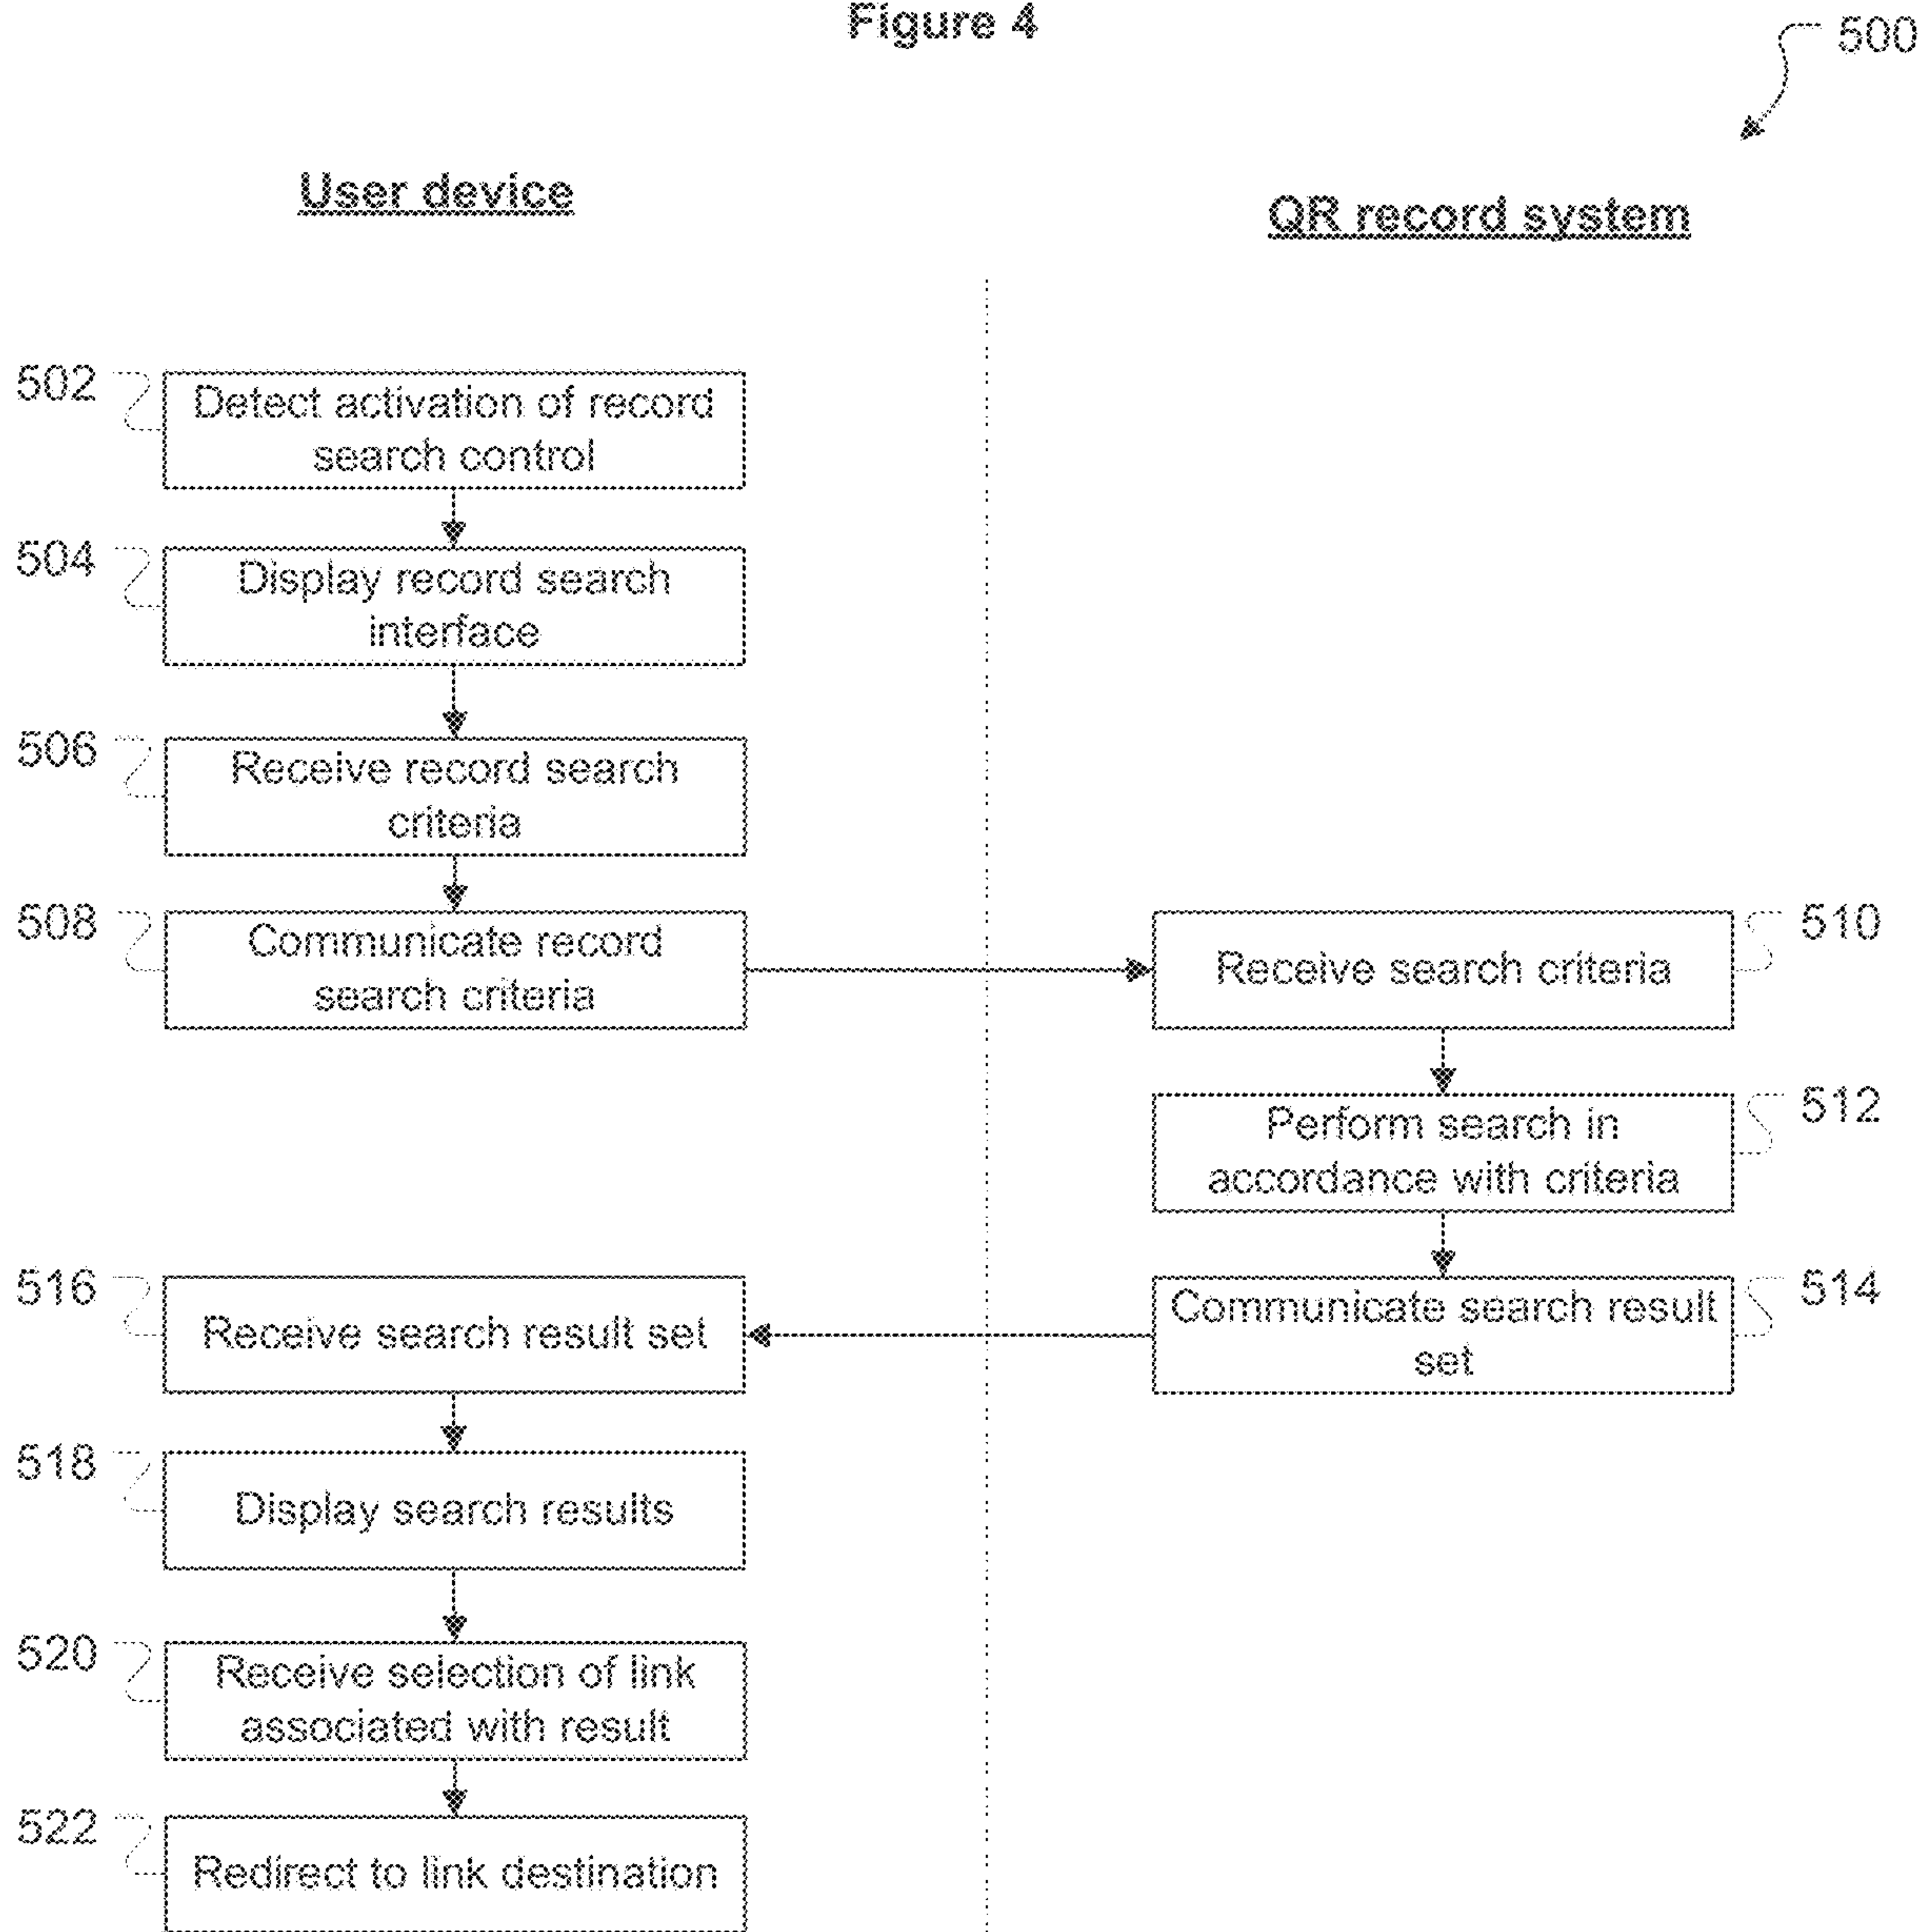 Figure 4
500
User device
QR record system
502
Detect activation of record
search control
504
Display record search
interface
506
Receive record search
criteria
508
Communicate record
search criteria
510
Receive search criteria
512
Perform search in
accordance with criteria
514
Communicate search result
set
516
Receive search result set
518
Display search results
520
Receive selection of link
associated with result
522
Redirect to link destination